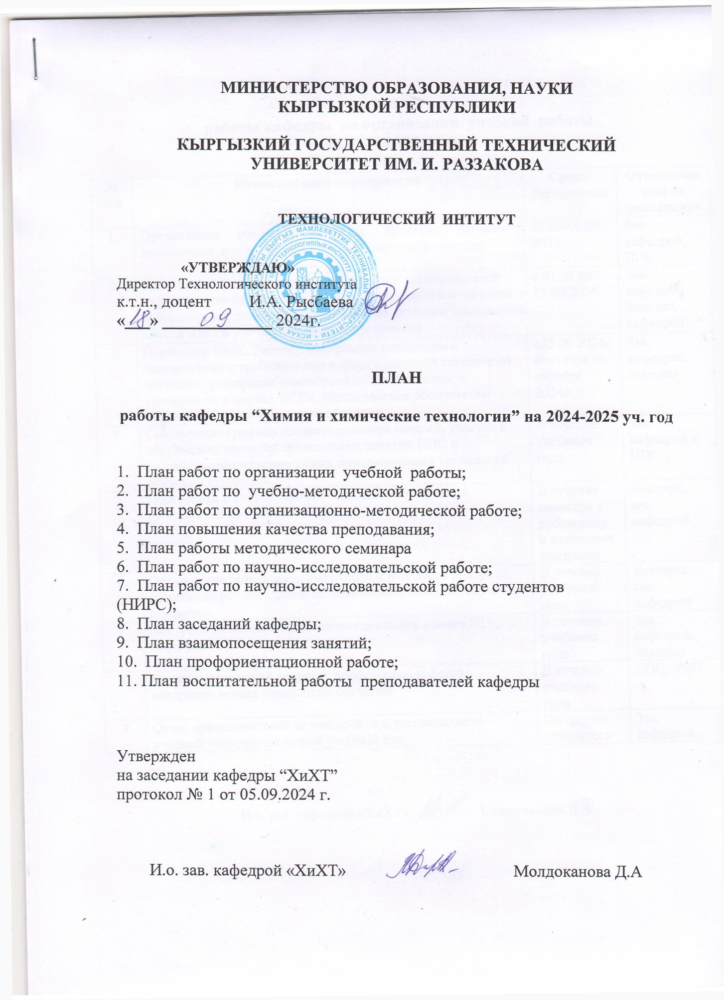 МИНИСТЕРСТВО ОБРАЗОВАНИЯ, НАУКИ
КЫРГЫЗКОЙ РЕСПУБЛИКИ
КЫРГЫЗКИЙ ГОСУДАРСТВЕННЫЙ ТЕХНИЧЕСКИЙ
УНИВЕРСИТЕТ ИМ. И. РАЗЗАКОВА
ТЕХНОЛОГИЧЕСКИЙ ИНТИТУТ
«УТВЕРЖДАЮ»
Директор Технологического института
к.т.н., доцент И.А. Рысбаева
«18» 09 2024г.
ПЛАН
работы кафедры “Химия и химические технологии” на 2024-2025 уч. год
1. План работ по организации учебной работы;
2. План работ по учебно-методической работе;
3. План работ по организационно-методической работе;
4. План повышения качества преподавания;
5. План работы методического семинара
6. План работ по научно-исследовательской работе;
7. План работ по научно-исследовательской работе студентов
(НИРС);
8. План заседаний кафедры;
9. План взаимопосещения занятий;
10. План профориентационной работе;
11. План воспитательной работы преподавателей кафедры
Утвержден
на заседании кафедры “ХиХТ”
протокол № 1 от 05.09.2024 г.
И.о. зав. кафедрой «ХиХТ» Молдоканова Д.А